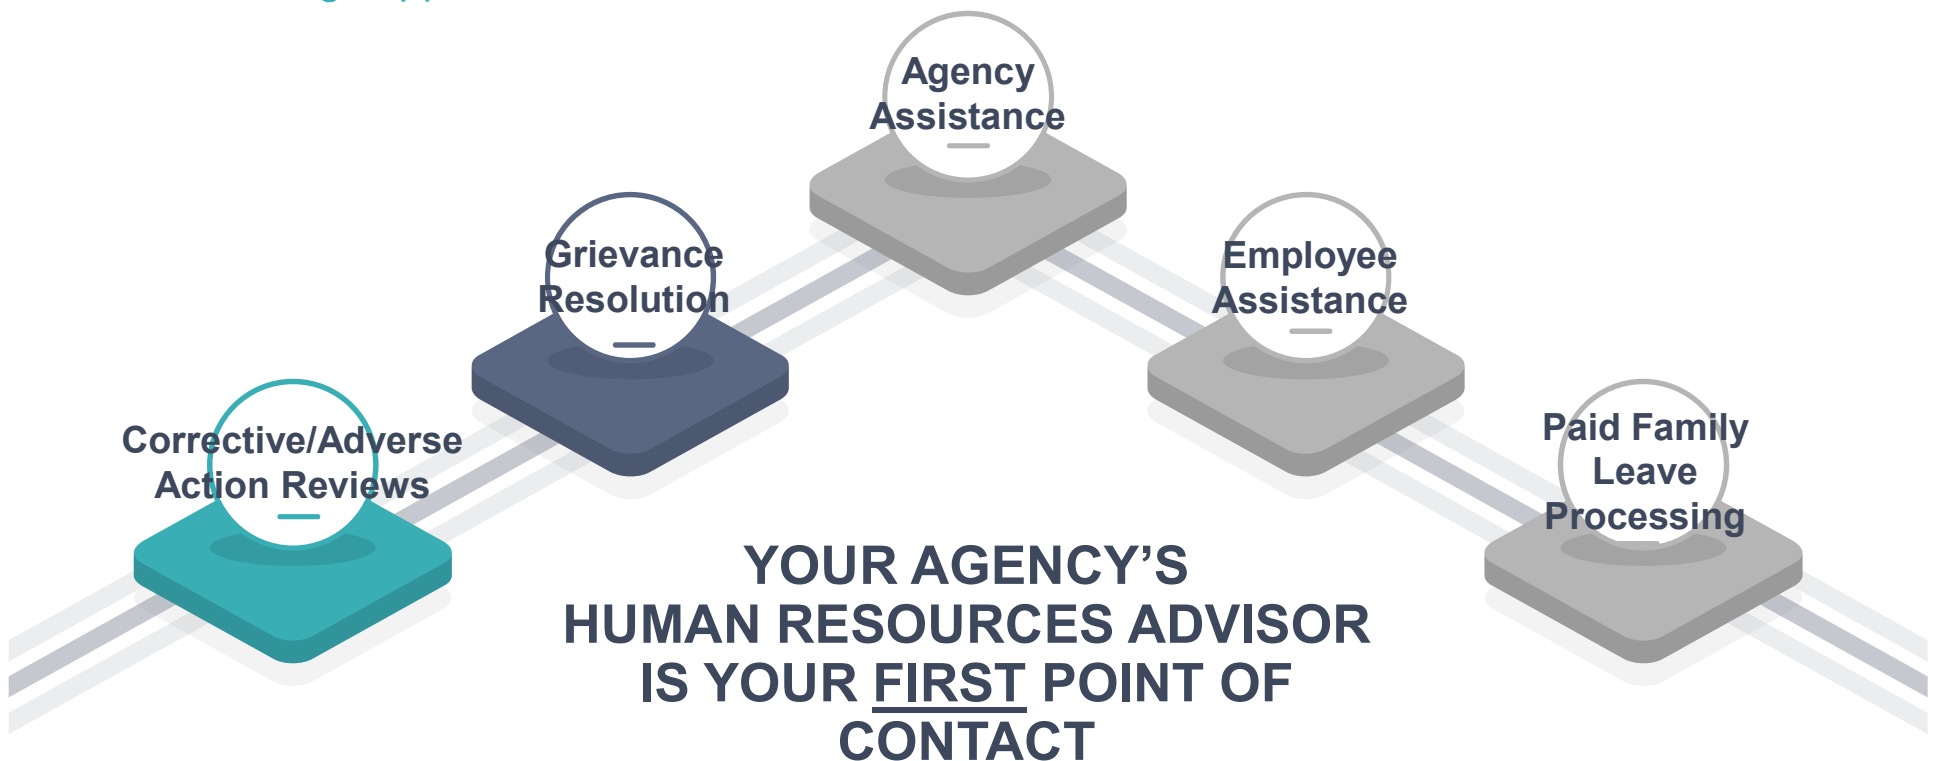 Agency
Assistance
Grievance
Resolution
Employee
Assistance
Corrective/Adverse
Action Reviews
Paid Family
Leave
Processing
YOUR AGENCY’S
HUMAN RESOURCES ADVISOR
IS YOUR FIRST POINT OF
CONTACT